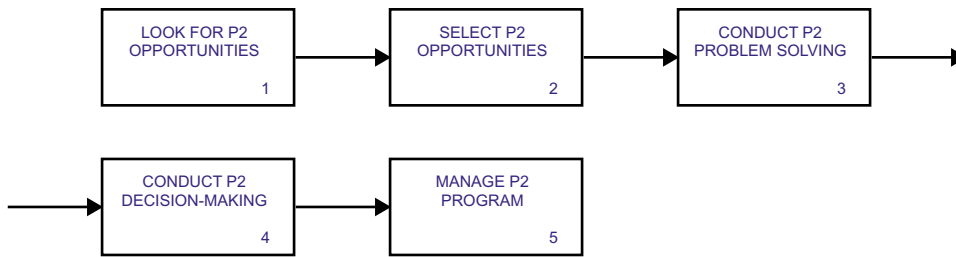 LOOK FOR P2
OPPORTUNITIES
1
SELECT P2
OPPORTUNITIES
2
CONDUCT P2
PROBLEM SOLVING
3
CONDUCT P2
DECISION-MAKING
4
MANAGE P2
PROGRAM
5